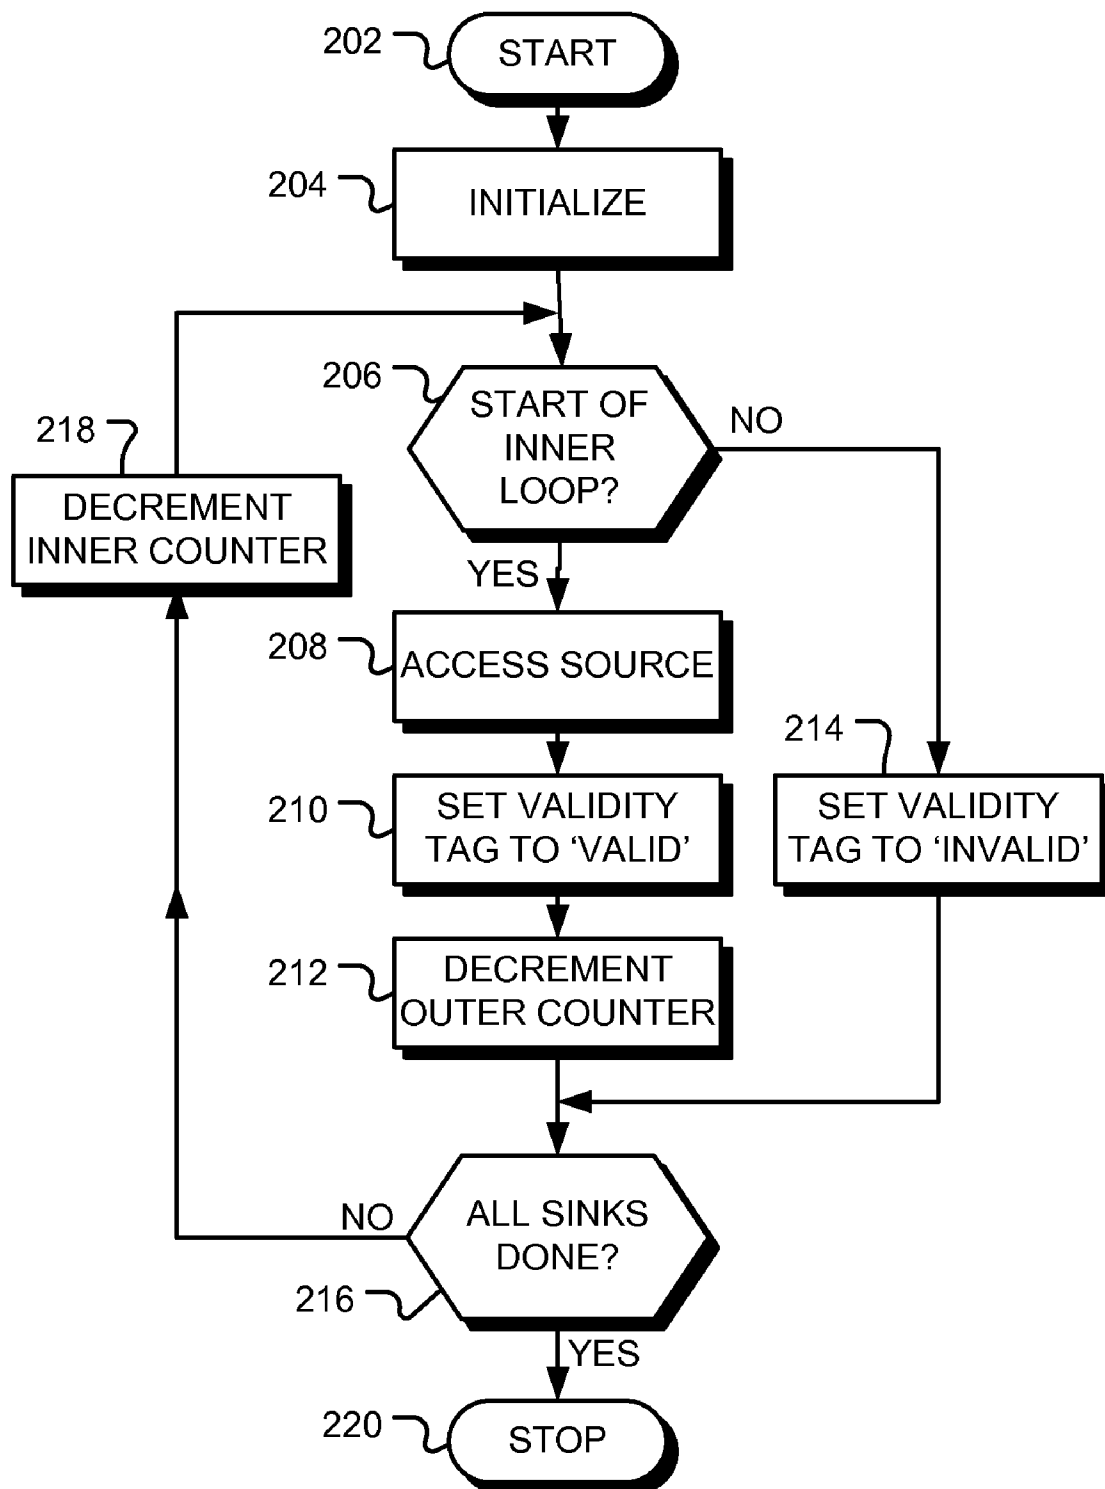 202
START
204
INITIALIZE
206
START OF
INNER
LOOP?
NO
218
DECREMENT
INNER COUNTER
YES
208
ACCESS SOURCE
210
SET VALIDITY
TAG TO ‘VALID’
214
SET VALIDITY
TAG TO ‘INVALID’
212
DECREMENT
OUTER COUNTER
NO
ALL SINKS
DONE?
216
YES
220
STOP